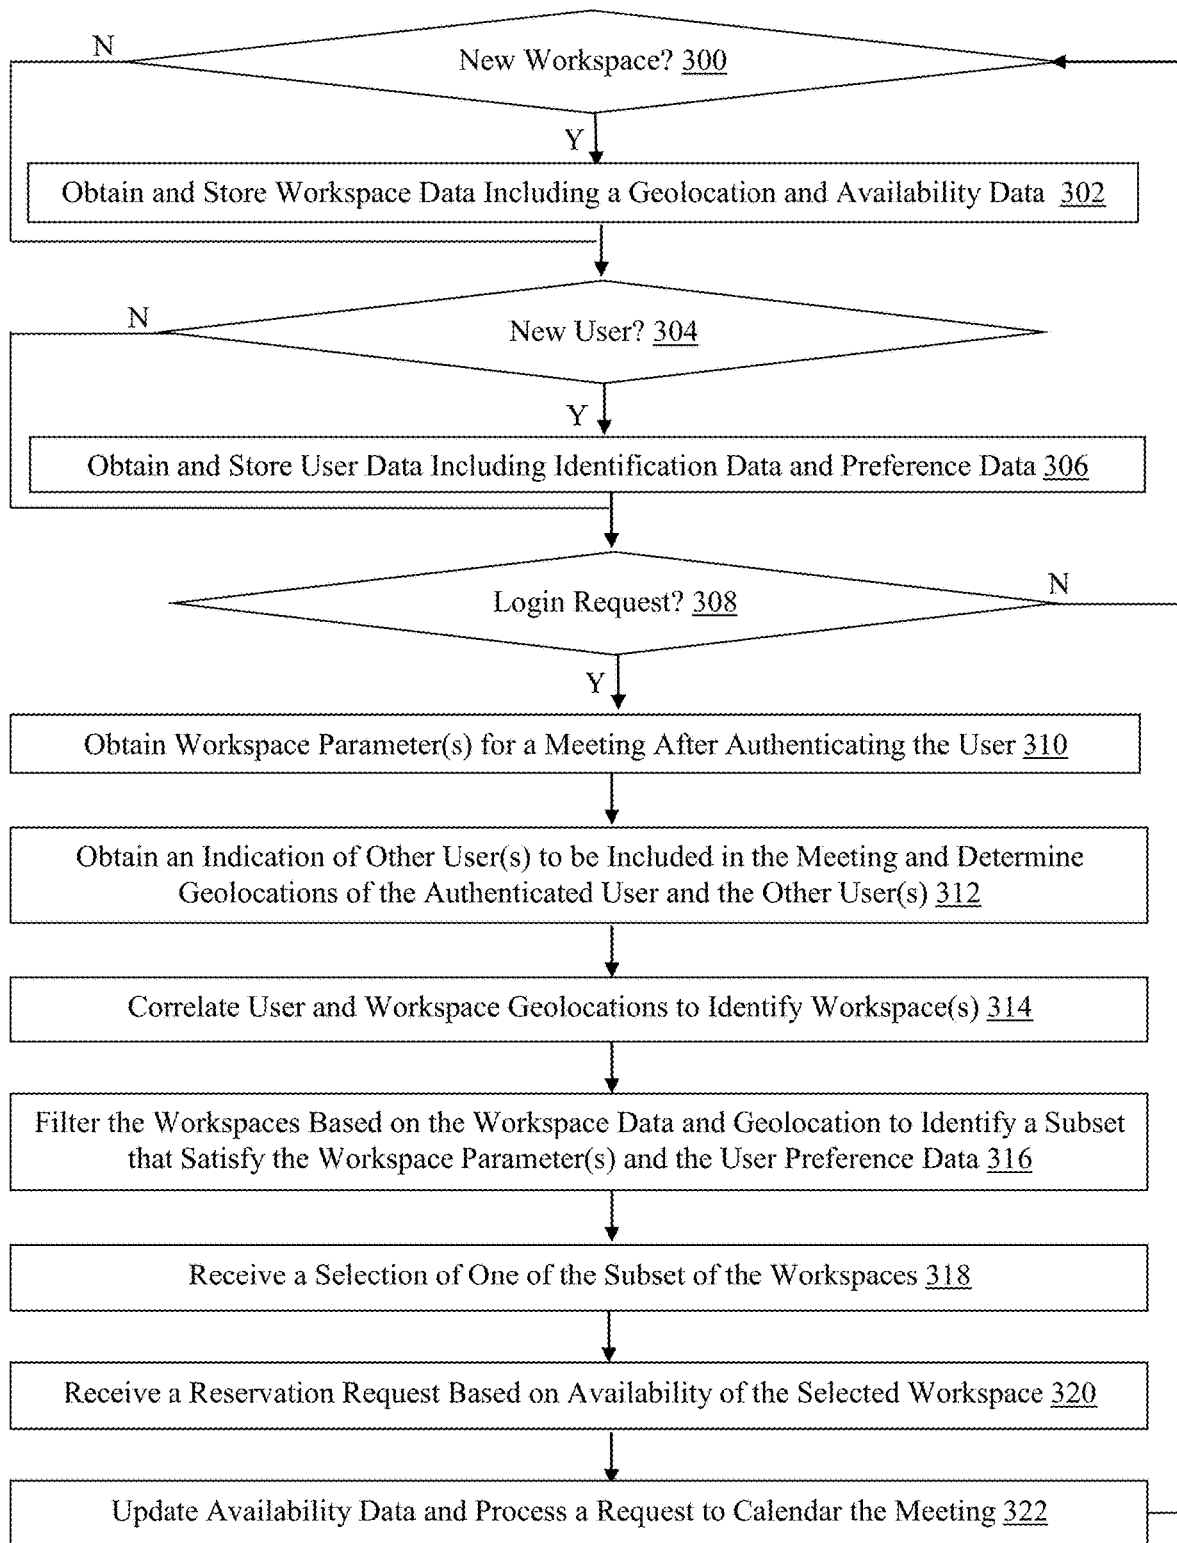 N
New Workspace? 300
Y
Obtain and Store Workspace Data Including a Geolocation and Availability Data 302
N
New User? 304
Y
Obtain and Store User Data Including Identification Data and Preference Data 306
N
Login Request? 308
Y
Obtain Workspace Parameter(s) for a Meeting After Authenticating the User 310
Obtain an Indication of Other User(s) to be Included in the Meeting and Determine
Geolocations of the Authenticated User and the Other User(s) 312
Correlate User and Workspace Geolocations to Identify Workspace(s) 314
Filter the Workspaces Based on the Workspace Data and Geolocation to Identify a Subset
that Satisfy the Workspace Parameter(s) and the User Preference Data 316
Receive a Selection of One of the Subset of the Workspaces 318
Receive a Reservation Request Based on Availability of the Selected Workspace 320
Update Availability Data and Process a Request to Calendar the Meeting 322